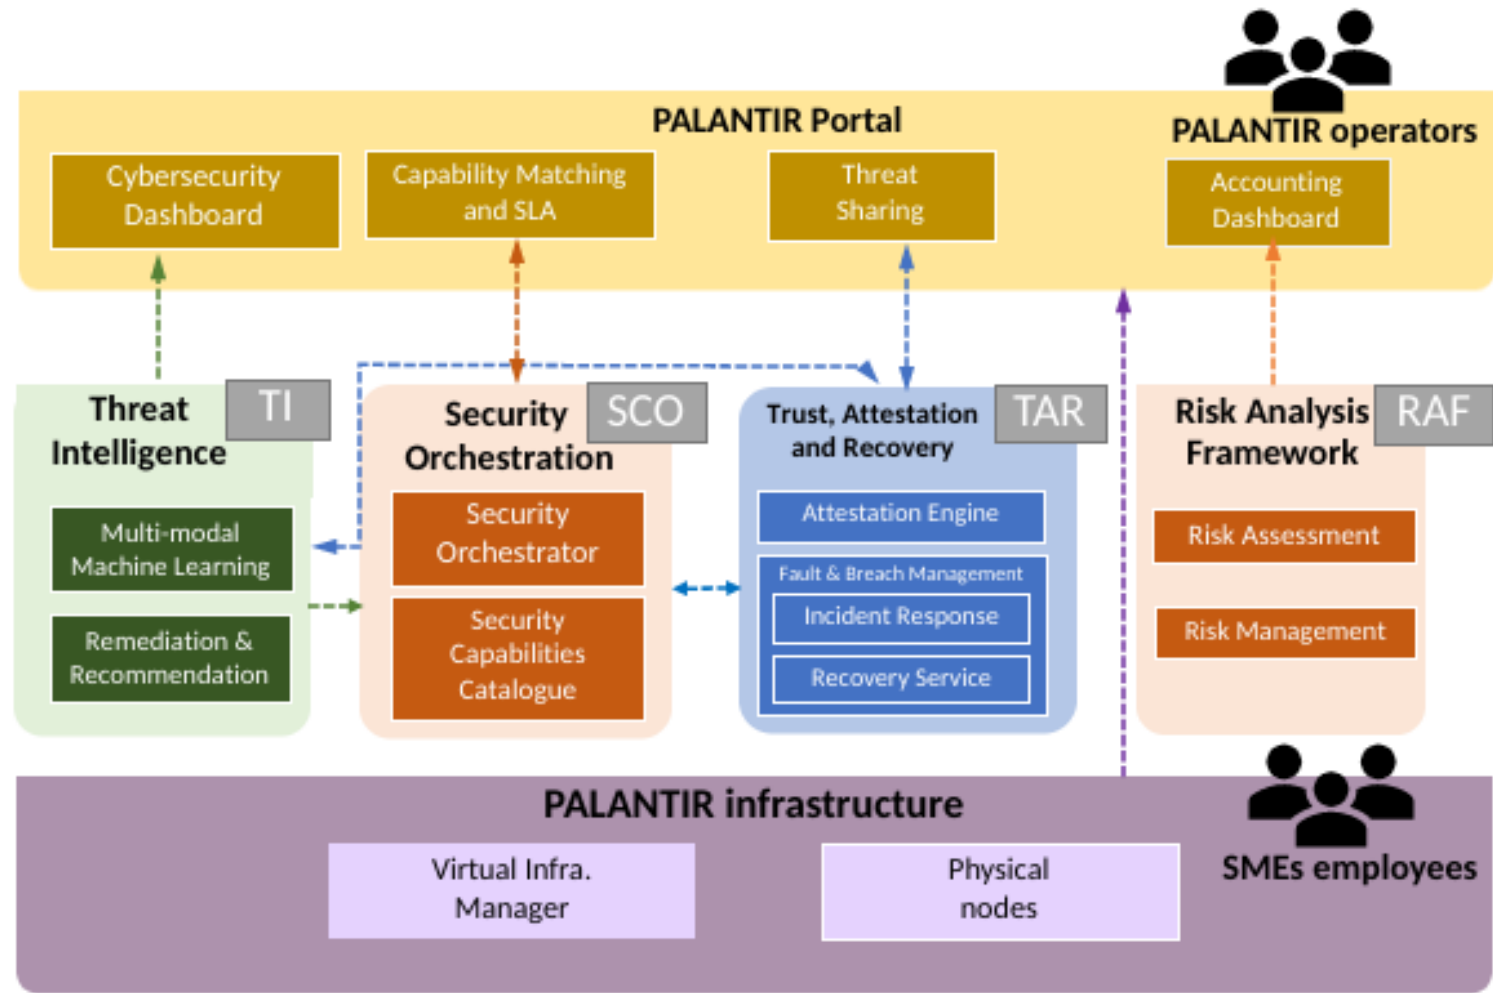 PALANTIR Portal
PALANTIR operators
Cybersecurity
Dashboard
Capability Matching
and SLA
Threat
Sharing
Accounting
Dashboard
Threat
Intelligence
TI
Multi-modal
Machine Learning
Remediation &
Recommendation
Security
Orchestration
SCO
Security
Orchestrator
Security
Capabilities
Catalogue
Trust, Attestation
and Recovery
TAR
Attestation Engine
Fault & Breach Management
Incident Response
Recovery Service
Risk Analysis
Framework
RAF
Risk Assessment
Risk Management
PALANTIR infrastructure
Virtual Infra.
Manager
Physical
nodes
SMEs employees